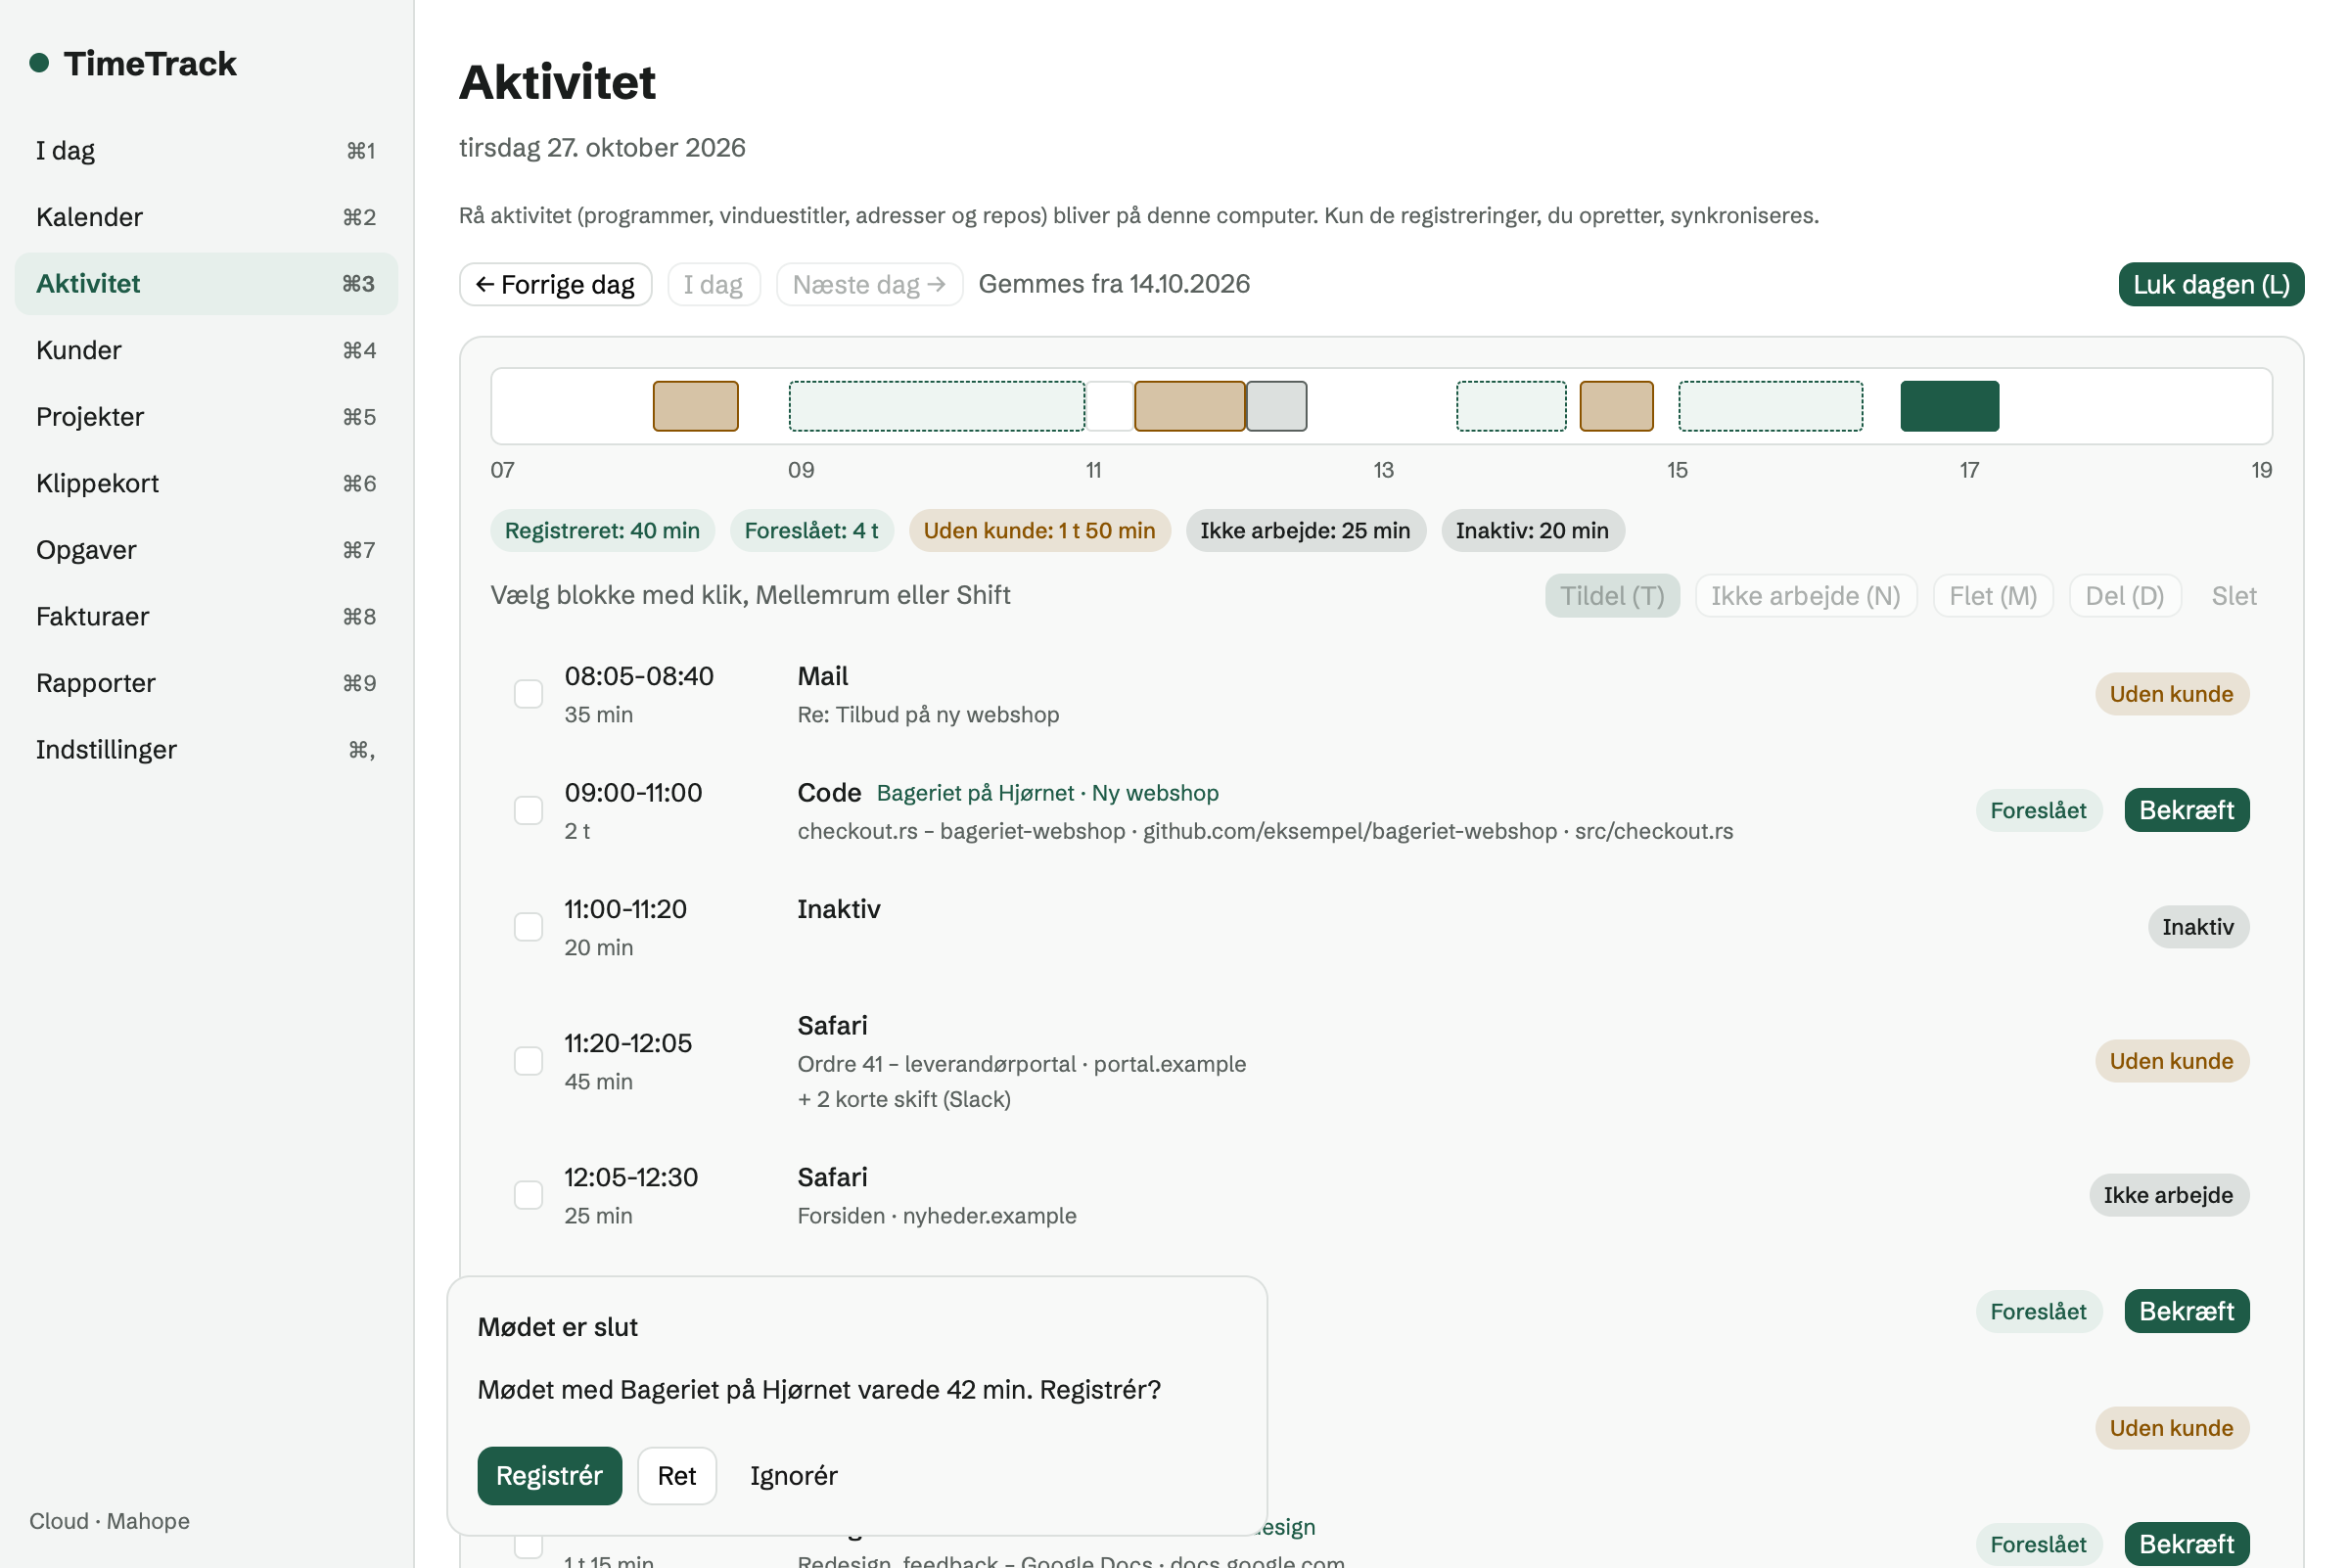 TimeTrack
I dag ⌘1
Kalender ⌘2
Aktivitet ⌘3
Kunder ⌘4
Projekter ⌘5
Klippekort ⌘6
Opgaver ⌘7
Fakturaer ⌘8
Rapporter ⌘9
Indstillinger ⌘,
Cloud · Mahope
Aktivitet
tirsdag 27. oktober 2026
Rå aktivitet (programmer, vinduestitler, adresser og repos) bliver på denne computer. Kun de registreringer, du opretter, synkroniseres.
← Forrige dag I dag Næste dag → Gemmes fra 14.10.2026 Luk dagen (L)
07 09 11 13 15 17 19
Registreret: 40 min Foreslået: 4 t Uden kunde: 1 t 50 min Ikke arbejde: 25 min Inaktiv: 20 min
Vælg blokke med klik, Mellemrum eller Shift Tildel (T) Ikke arbejde (N) Flet (M) Del (D) Slet
08:05–08:40 Mail Uden kunde
35 min Re: Tilbud på ny webshop
09:00–11:00 Code Bageriet på Hjørnet · Ny webshop Foreslået Bekræft
2 t checkout.rs – bageriet-webshop · github.com/eksempel/bageriet-webshop · src/checkout.rs
11:00–11:20 Inaktiv Inaktiv
20 min
11:20–12:05 Safari Uden kunde
45 min Ordre 41 – leverandørportal · portal.example
+ 2 korte skift (Slack)
12:05–12:30 Safari Ikke arbejde
25 min Forsiden · nyheder.example
Foreslået Bekræft
Uden kunde
Mødet er slut
Mødet med Bageriet på Hjørnet varede 42 min. Registrér?
Registrér Ret Ignorér
Foreslået Bekræft
1 t 15 min Redesign, feedback – Google Docs · docs.google.com